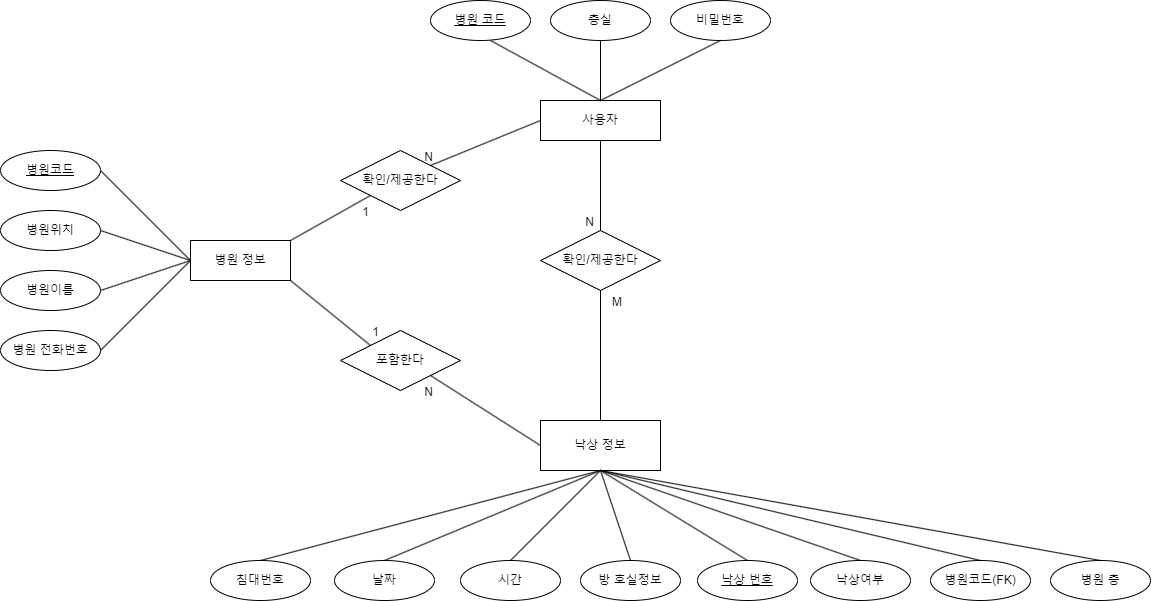 병원 코드
층실
비밀번호
사용자
N
확인/제공한다
1
병원코드
병원위치
병원이름
병원 전화번호
병원 정보
N
확인/제공한다
M
1
포함한다
N
낙상 정보
침대번호
날짜
시간
방 호실정보
낙상 번호
낙상여부
병원코드(FK)
병원 층